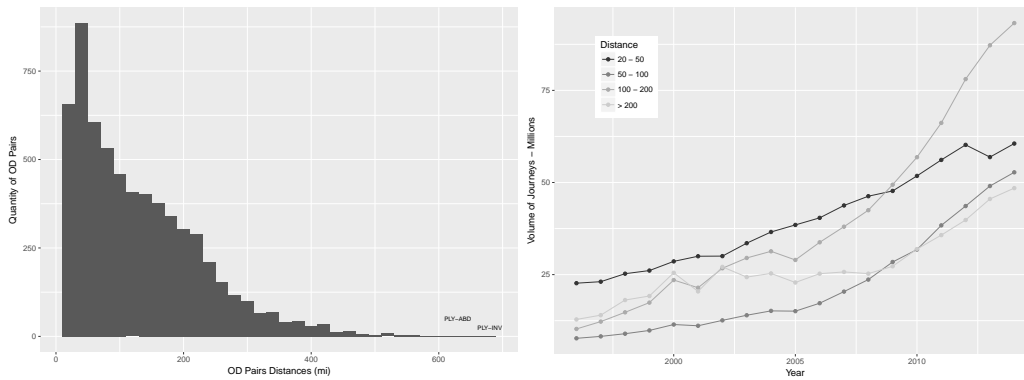 750
500
250
0
Quantity of OD Pairs
PLY−ABD
PLY−INV
0 200 400 600
OD Pairs Distances (mi)
Distance
20 − 50
50 − 100
100 − 200
> 200
75
50
25
Volume of Journeys − Millions
2000 2005 2010
Year